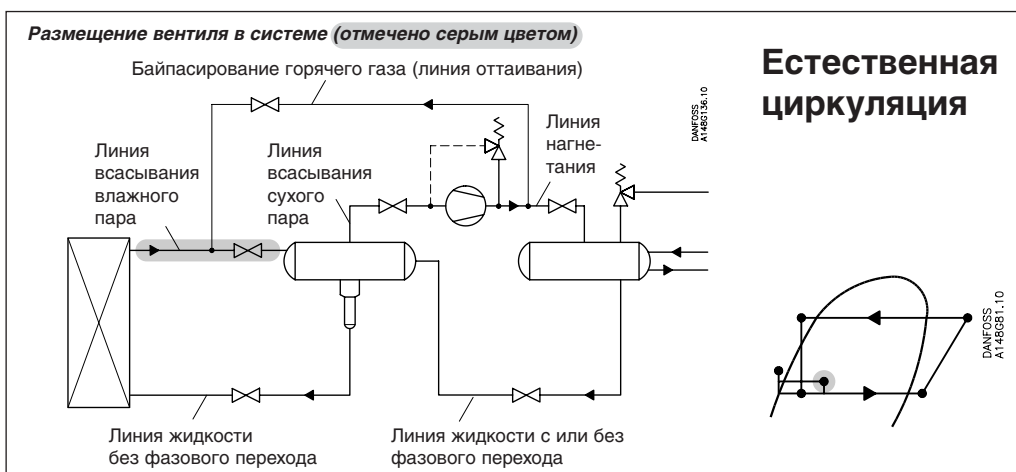 Размещение вентиля в системе (отмечено серым цветом)
Байпасирование горячего газа (линия оттаивания)
Естественная
циркуляция
DANFOSS
A148G136.10
Линия
всасывания
влажного
пара
Линия
всасывания
сухого
пара
Линия
нагне-
тания
DANFOSS
A148G81.10
Линия жидкости
без фазового перехода
Линия жидкости с или без
фазового перехода